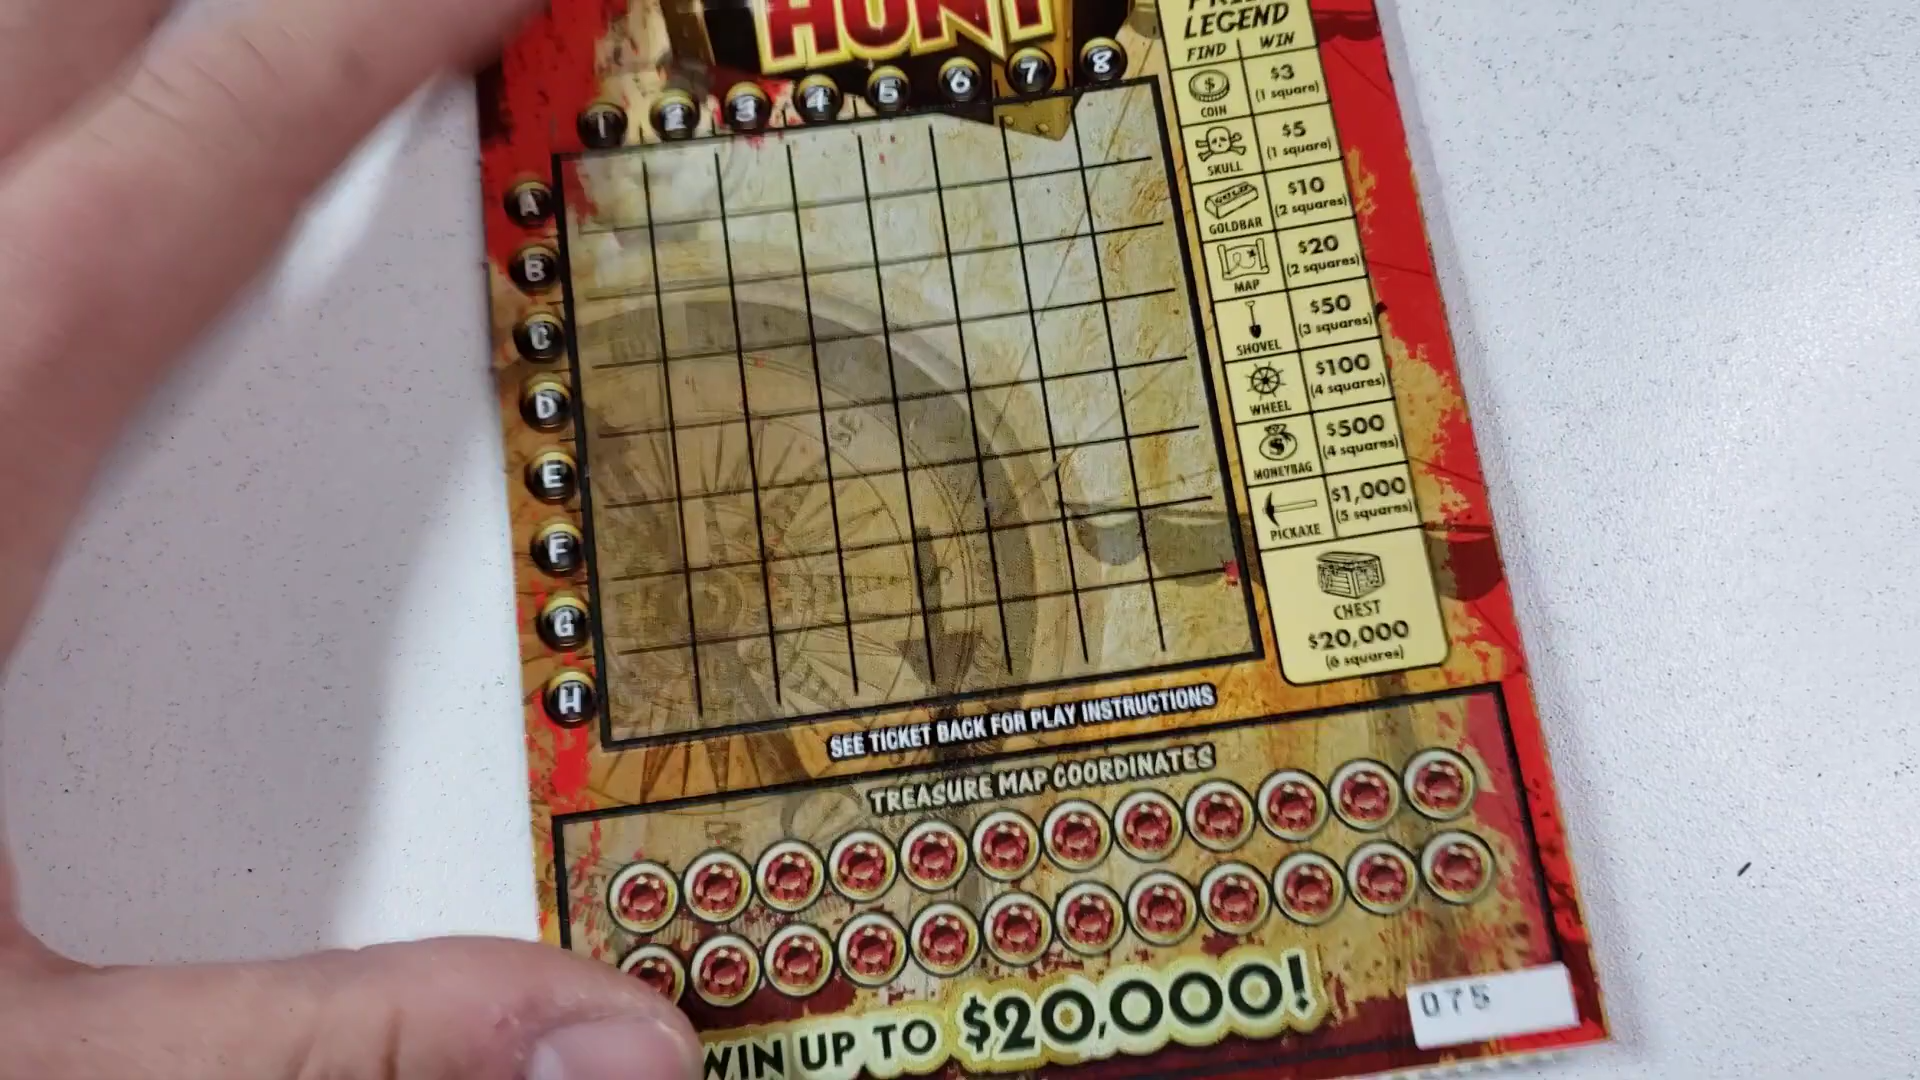 HUNT
LEGEND
FIND WIN
1 2 3 4 5 6 7 8
COIN $3 (1 square)
SKULL $5 (1 square)
GOLD
GOLDBAR $10 (2 squares)
MAP $20 (2 squares)
SHOVEL $50 (3 squares)
WHEEL $100 (4 squares)
MONEYBAG $500 (4 squares)
PICKAXE $1,000 (5 squares)
CHEST
$20,000
(6 squares)
A
B
C
D
E
F
G
H
SE
S
SEE TICKET BACK FOR PLAY INSTRUCTIONS
TREASURE MAP COORDINATES
WIN UP TO $20,000!
075